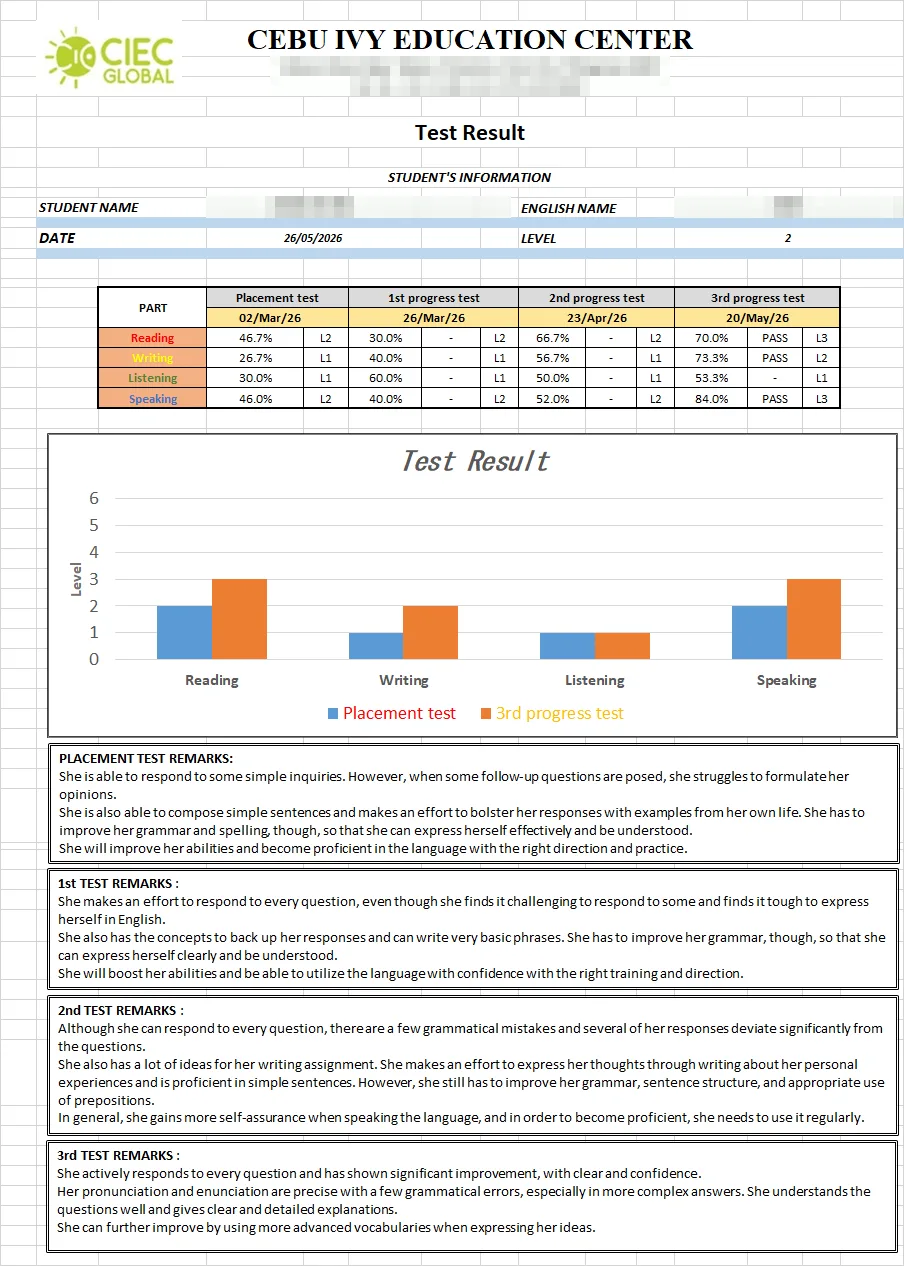 CIEC
GLOBAL
CEBU IVY EDUCATION CENTER
Test Result
STUDENT'S INFORMATION
STUDENT NAME ENGLISH NAME
DATE 26/05/2026 LEVEL 2
PART Placement test 1st progress test 2nd progress test 3rd progress test
02/Mar/26 26/Mar/26 23/Apr/26 20/May/26
Reading 46.7% L2 30.0% - L2 66.7% - L2 70.0% PASS L3
Writing 26.7% L1 40.0% - L1 56.7% - L1 73.3% PASS L2
Listening 30.0% L1 60.0% - L1 50.0% - L1 53.3% - L1
Speaking 46.0% L2 40.0% - L2 52.0% - L2 84.0% PASS L3
Test Result
6
5
4
3
2
1
0
Level
Reading Writing Listening Speaking
Placement test 3rd progress test
PLACEMENT TEST REMARKS:
She is able to respond to some simple inquiries. However, when some follow-up questions are posed, she struggles to formulate her
opinions.
She is also able to compose simple sentences and makes an effort to bolster her responses with examples from her own life. She has to
improve her grammar and spelling, though, so that she can express herself effectively and be understood.
She will improve her abilities and become proficient in the language with the right direction and practice.
1st TEST REMARKS :
She makes an effort to respond to every question, even though she finds it challenging to respond to some and finds it tough to express
herself in English.
She also has the concepts to back up her responses and can write very basic phrases. She has to improve her grammar, though, so that she
can express herself clearly and be understood.
She will boost her abilities and be able to utilize the language with confidence with the right training and direction.
2nd TEST REMARKS :
Although she can respond to every question, there are a few grammatical mistakes and several of her responses deviate significantly from
the questions.
She also has a lot of ideas for her writing assignment. She makes an effort to express her thoughts through writing about her personal
experiences and is proficient in simple sentences. However, she still has to improve her grammar, sentence structure, and appropriate use
of prepositions.
In general, she gains more self-assurance when speaking the language, and in order to become proficient, she needs to use it regularly.
3rd TEST REMARKS :
She actively responds to every question and has shown significant improvement, with clear and confidence.
Her pronunciation and enunciation are precise with a few grammatical errors, especially in more complex answers. She understands the
questions well and gives clear and detailed explanations.
She can further improve by using more advanced vocabularies when expressing her ideas.